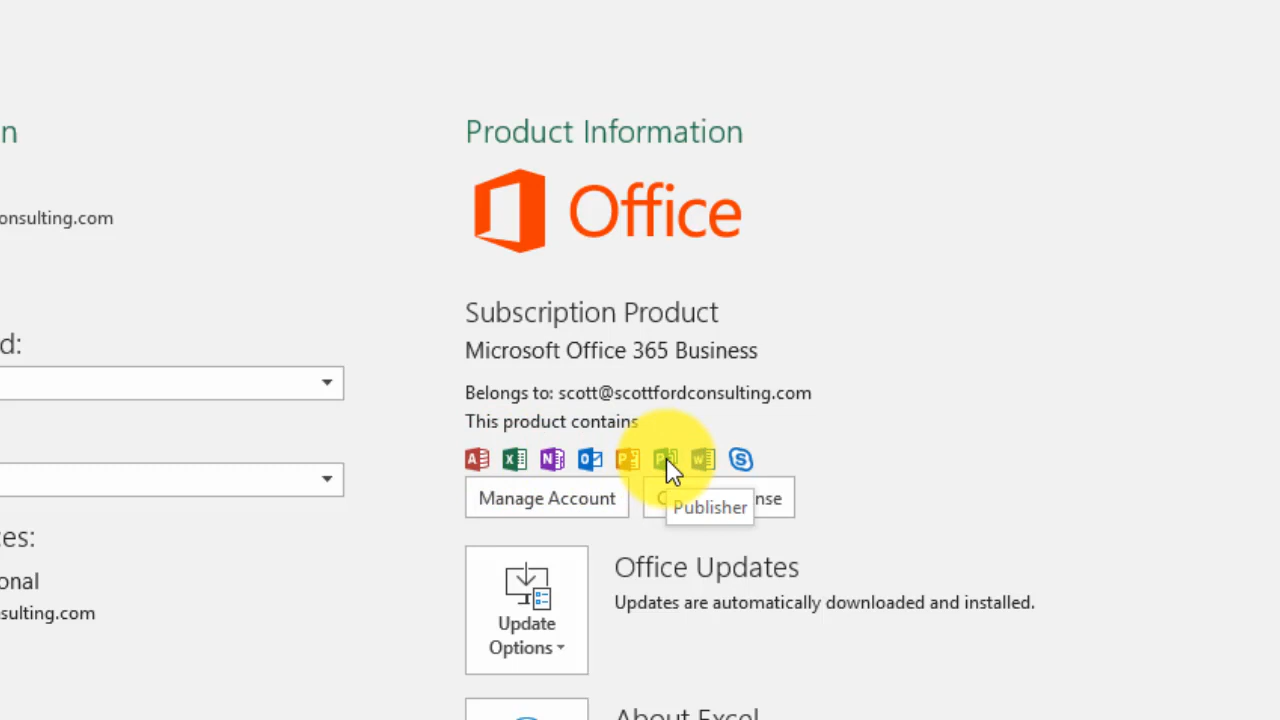 n
Product Information
Office
onsulting.com
Subscription Product
d:
Microsoft Office 365 Business
Belongs to: scott@scottfordconsulting.com
This product contains
Manage Account
Publisher
es:
Office Updates
onal
Updates are automatically downloaded and installed.
sulting.com
Update
Options
About Excel